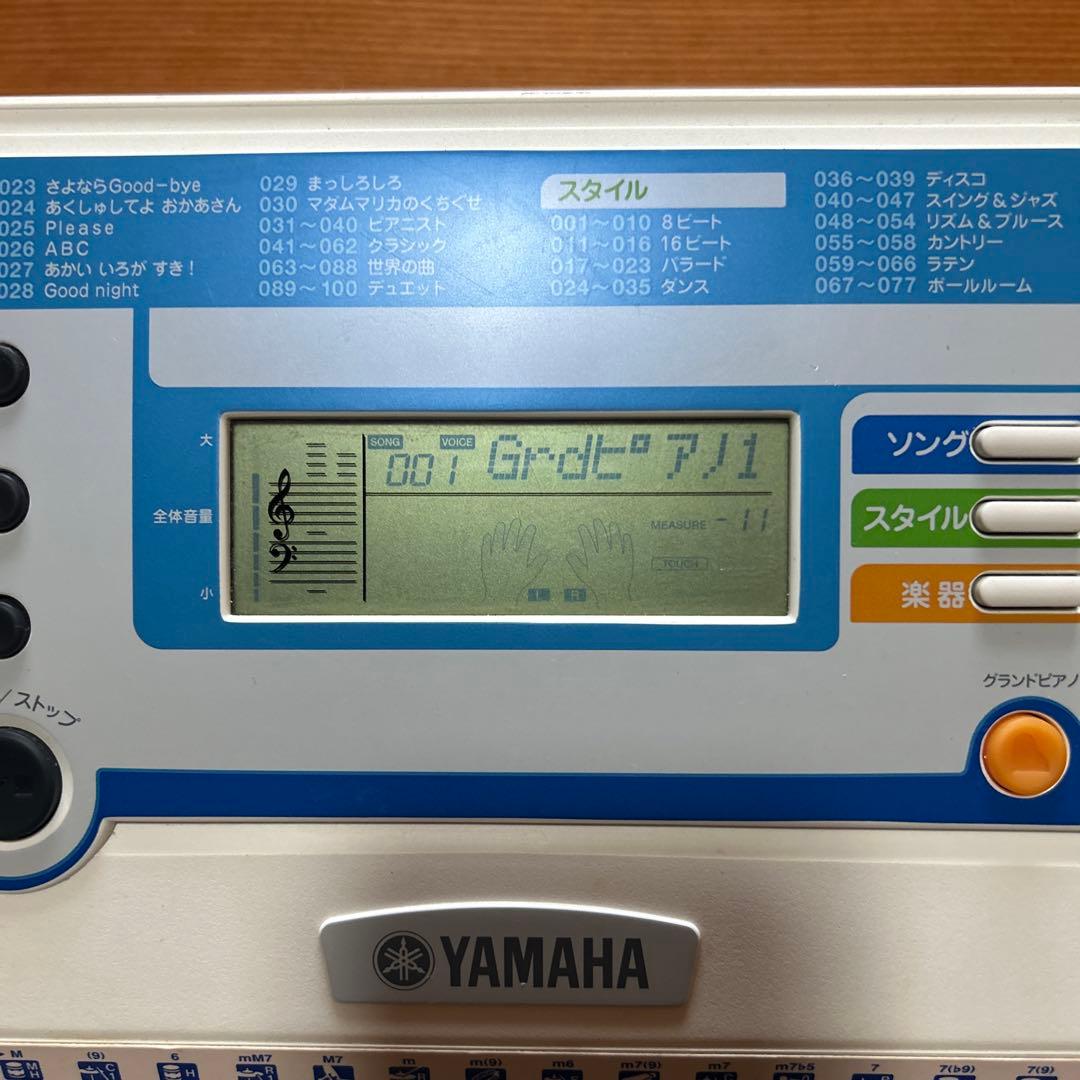 023 さよならGood-bye
024 あくしゅしてよ おかあさん
025 Please
026 ABC
027 あかい いろが すき!
028 Good night
029 まっしろしろ
030 マダムマリカのくちぐせ
031〜040 ピアニスト
041〜062 クラシック
063〜088 世界の曲
089〜100 デュエット
スタイル
001〜010 8ビート
011〜016 16ビート
017〜023 バラード
024〜035 ダンス
036〜039 ディスコ
040〜047 スイング&ジャズ
048〜054 リズム&ブルース
055〜058 カントリー
059〜066 ラテン
067〜077 ボールルーム
大
全体音量
小
SONG VOICE
001 Grdピアノ1
MEASURE -11
TOUCH
L R
ソング
スタイル
楽器
グランドピアノ
/ストップ
YAMAHA
M (9) 6 mM7 M7 m m(9) m6 m7(9) m7 m7b5 7 7(b9) 7(9)